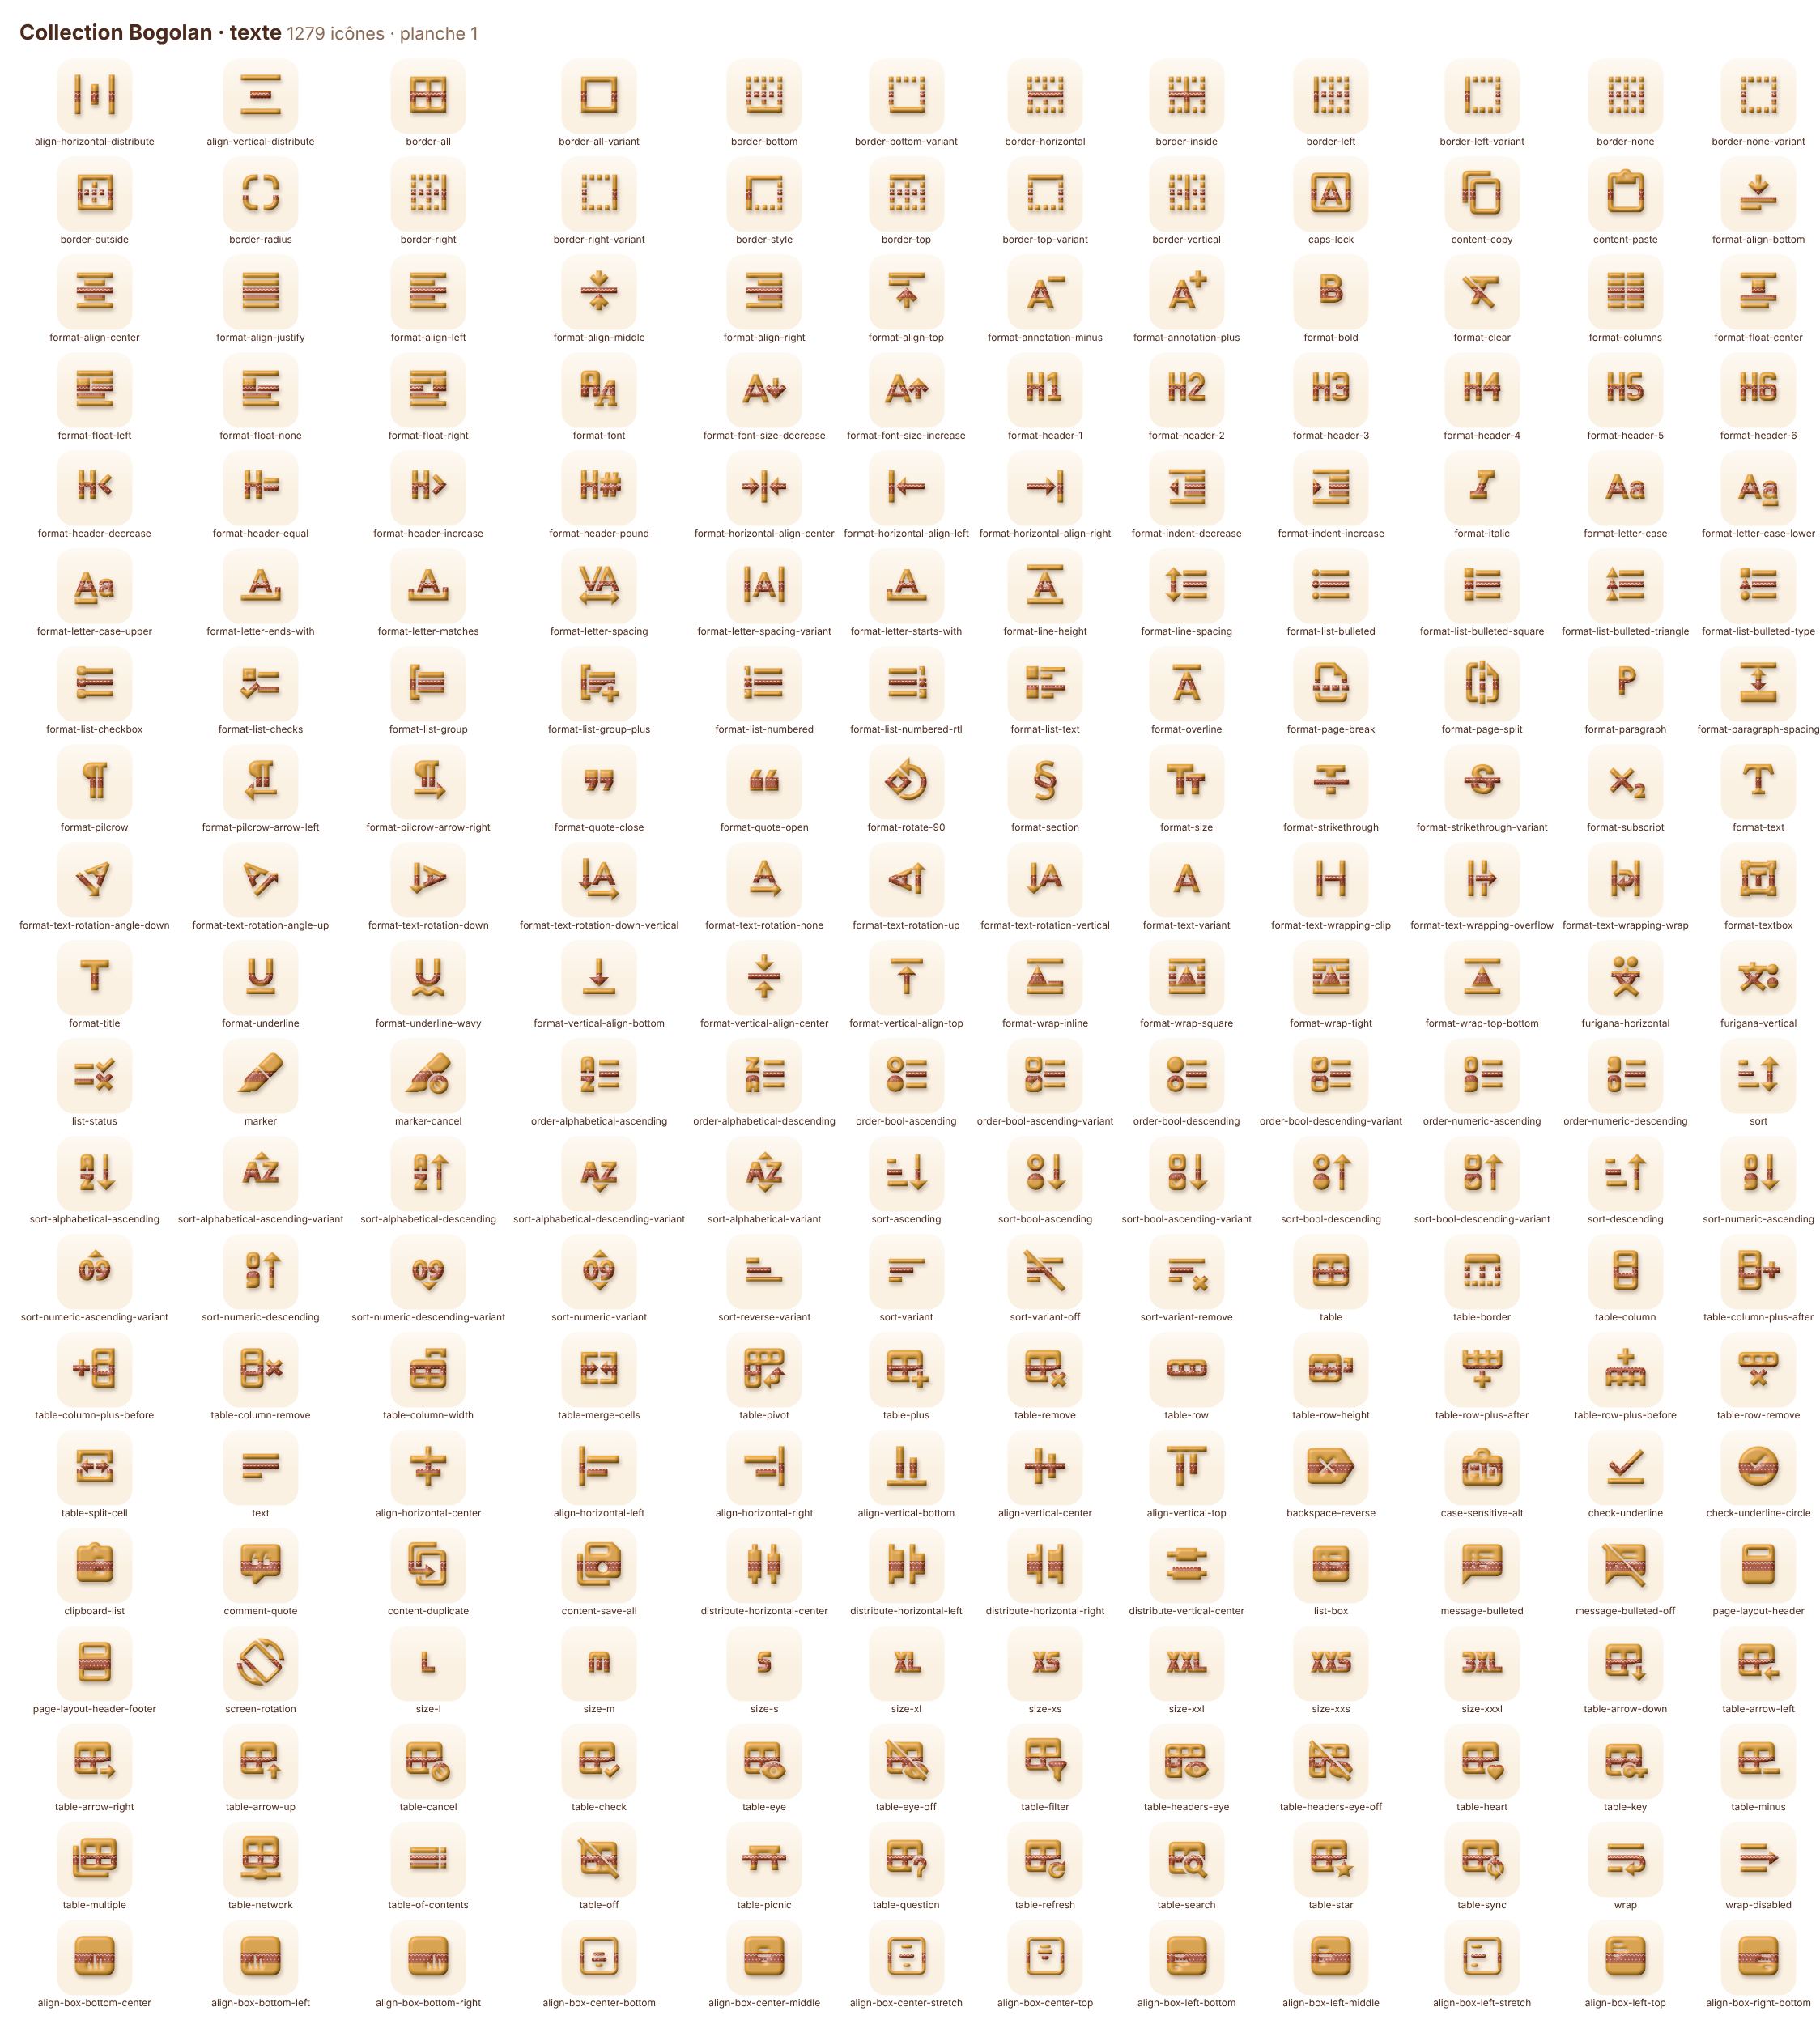 Collection Bogolan · texte 1279 icônes · planche 1
align-horizontal-distribute align-vertical-distribute border-all border-all-variant border-bottom border-bottom-variant border-horizontal border-inside border-left border-left-variant border-none border-none-variant
A
border-outside border-radius border-right border-right-variant border-style border-top border-top-variant border-vertical caps-lock content-copy content-paste format-align-bottom
A A B
format-align-center format-align-justify format-align-left format-align-middle format-align-right format-align-top format-annotation-minus format-annotation-plus format-bold format-clear format-columns format-float-center
AA A A H1 H2 H3 H4 H5 H6
format-float-left format-float-none format-float-right format-font format-font-size-decrease format-font-size-increase format-header-1 format-header-2 format-header-3 format-header-4 format-header-5 format-header-6
H< H= H> H# I Aa Aa
format-header-decrease format-header-equal format-header-increase format-header-pound format-horizontal-align-center format-horizontal-align-left format-horizontal-align-right format-indent-decrease format-indent-increase format-italic format-letter-case format-letter-case-lower
Aa A A VA A A A
format-letter-case-upper format-letter-ends-with format-letter-matches format-letter-spacing format-letter-spacing-variant format-letter-starts-with format-line-height format-line-spacing format-list-bulleted format-list-bulleted-square format-list-bulleted-triangle format-list-bulleted-type
A P
format-list-checkbox format-list-checks format-list-group format-list-group-plus format-list-numbered format-list-numbered-rtl format-list-text format-overline format-page-break format-page-split format-paragraph format-paragraph-spacing
¶ ¶ ¶ ” “ § TT T S X2 T
format-pilcrow format-pilcrow-arrow-left format-pilcrow-arrow-right format-quote-close format-quote-open format-rotate-90 format-section format-size format-strikethrough format-strikethrough-variant format-subscript format-text
A A A A A A A A T
format-text-rotation-angle-down format-text-rotation-angle-up format-text-rotation-down format-text-rotation-down-vertical format-text-rotation-none format-text-rotation-up format-text-rotation-vertical format-text-variant format-text-wrapping-clip format-text-wrapping-overflow format-text-wrapping-wrap format-textbox
T U U
format-title format-underline format-underline-wavy format-vertical-align-bottom format-vertical-align-center format-vertical-align-top format-wrap-inline format-wrap-square format-wrap-tight format-wrap-top-bottom furigana-horizontal furigana-vertical
list-status marker marker-cancel order-alphabetical-ascending order-alphabetical-descending order-bool-ascending order-bool-ascending-variant order-bool-descending order-bool-descending-variant order-numeric-ascending order-numeric-descending sort
AZ AZ AZ AZ AZ
sort-alphabetical-ascending sort-alphabetical-ascending-variant sort-alphabetical-descending sort-alphabetical-descending-variant sort-alphabetical-variant sort-ascending sort-bool-ascending sort-bool-ascending-variant sort-bool-descending sort-bool-descending-variant sort-descending sort-numeric-ascending
09 09 09
sort-numeric-ascending-variant sort-numeric-descending sort-numeric-descending-variant sort-numeric-variant sort-reverse-variant sort-variant sort-variant-off sort-variant-remove table table-border table-column table-column-plus-after
table-column-plus-before table-column-remove table-column-width table-merge-cells table-pivot table-plus table-remove table-row table-row-height table-row-plus-after table-row-plus-before table-row-remove
table-split-cell text align-horizontal-center align-horizontal-left align-horizontal-right align-vertical-bottom align-vertical-center align-vertical-top backspace-reverse case-sensitive-alt check-underline check-underline-circle
clipboard-list comment-quote content-duplicate content-save-all distribute-horizontal-center distribute-horizontal-left distribute-horizontal-right distribute-vertical-center list-box message-bulleted message-bulleted-off page-layout-header
L m S XL XS XXL XXS 3XL
page-layout-header-footer screen-rotation size-l size-m size-s size-xl size-xs size-xxl size-xxs size-xxxl table-arrow-down table-arrow-left
table-arrow-right table-arrow-up table-cancel table-check table-eye table-eye-off table-filter table-headers-eye table-headers-eye-off table-heart table-key table-minus
table-multiple table-network table-of-contents table-off table-picnic table-question table-refresh table-search table-star table-sync wrap wrap-disabled
align-box-bottom-center align-box-bottom-left align-box-bottom-right align-box-center-bottom align-box-center-middle align-box-center-stretch align-box-center-top align-box-left-bottom align-box-left-middle align-box-left-stretch align-box-left-top align-box-right-bottom